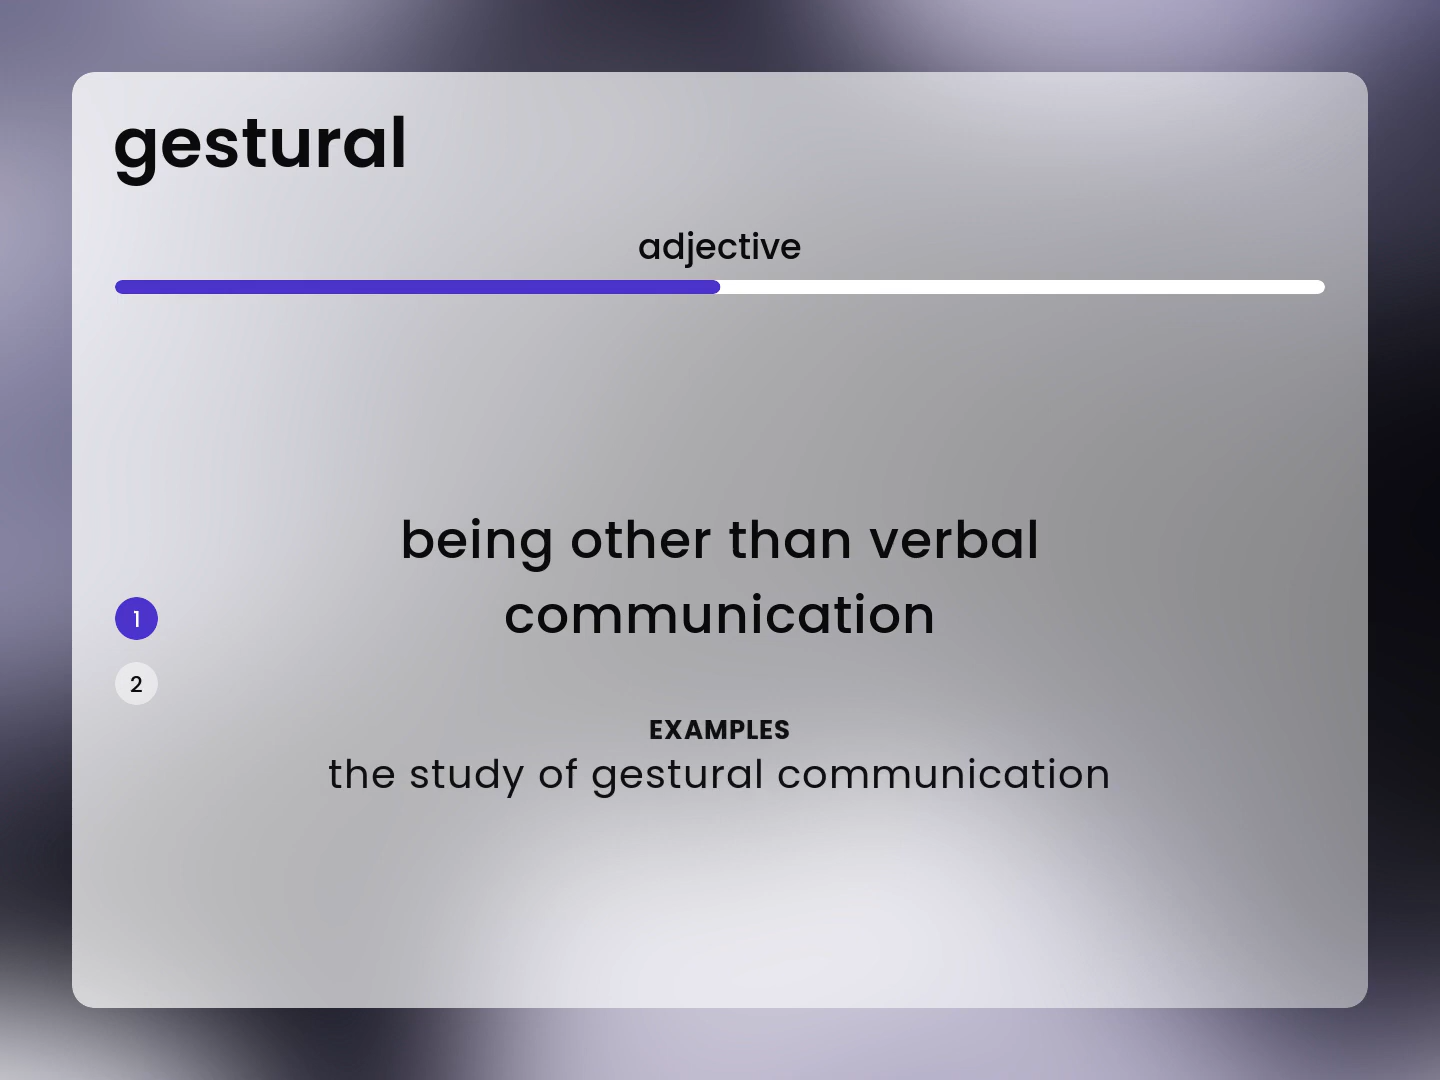 gestural
adjective
being other than verbal
communication
1
2
EXAMPLES
the study of gestural communication